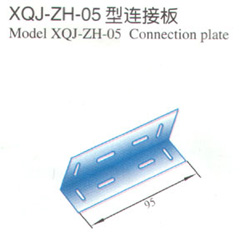 XQJ-ZH-05 型连接板
Model XQJ-ZH-05 Connection plate
95